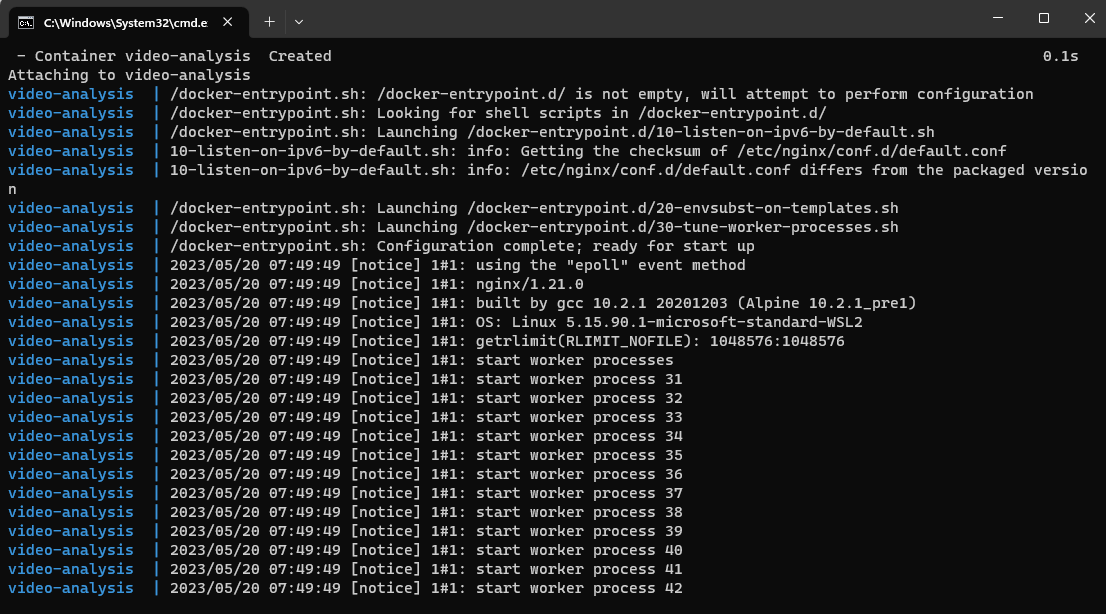 C:\Windows\System32\cmd.e
- Container video-analysis  Created 0.1s
Attaching to video-analysis
video-analysis  | /docker-entrypoint.sh: /docker-entrypoint.d/ is not empty, will attempt to perform configuration
video-analysis  | /docker-entrypoint.sh: Looking for shell scripts in /docker-entrypoint.d/
video-analysis  | /docker-entrypoint.sh: Launching /docker-entrypoint.d/10-listen-on-ipv6-by-default.sh
video-analysis  | 10-listen-on-ipv6-by-default.sh: info: Getting the checksum of /etc/nginx/conf.d/default.conf
video-analysis  | 10-listen-on-ipv6-by-default.sh: info: /etc/nginx/conf.d/default.conf differs from the packaged versio
n
video-analysis  | /docker-entrypoint.sh: Launching /docker-entrypoint.d/20-envsubst-on-templates.sh
video-analysis  | /docker-entrypoint.sh: Launching /docker-entrypoint.d/30-tune-worker-processes.sh
video-analysis  | /docker-entrypoint.sh: Configuration complete; ready for start up
video-analysis  | 2023/05/20 07:49:49 [notice] 1#1: using the "epoll" event method
video-analysis  | 2023/05/20 07:49:49 [notice] 1#1: nginx/1.21.0
video-analysis  | 2023/05/20 07:49:49 [notice] 1#1: built by gcc 10.2.1 20201203 (Alpine 10.2.1_pre1)
video-analysis  | 2023/05/20 07:49:49 [notice] 1#1: OS: Linux 5.15.90.1-microsoft-standard-WSL2
video-analysis  | 2023/05/20 07:49:49 [notice] 1#1: getrlimit(RLIMIT_NOFILE): 1048576:1048576
video-analysis  | 2023/05/20 07:49:49 [notice] 1#1: start worker processes
video-analysis  | 2023/05/20 07:49:49 [notice] 1#1: start worker process 31
video-analysis  | 2023/05/20 07:49:49 [notice] 1#1: start worker process 32
video-analysis  | 2023/05/20 07:49:49 [notice] 1#1: start worker process 33
video-analysis  | 2023/05/20 07:49:49 [notice] 1#1: start worker process 34
video-analysis  | 2023/05/20 07:49:49 [notice] 1#1: start worker process 35
video-analysis  | 2023/05/20 07:49:49 [notice] 1#1: start worker process 36
video-analysis  | 2023/05/20 07:49:49 [notice] 1#1: start worker process 37
video-analysis  | 2023/05/20 07:49:49 [notice] 1#1: start worker process 38
video-analysis  | 2023/05/20 07:49:49 [notice] 1#1: start worker process 39
video-analysis  | 2023/05/20 07:49:49 [notice] 1#1: start worker process 40
video-analysis  | 2023/05/20 07:49:49 [notice] 1#1: start worker process 41
video-analysis  | 2023/05/20 07:49:49 [notice] 1#1: start worker process 42